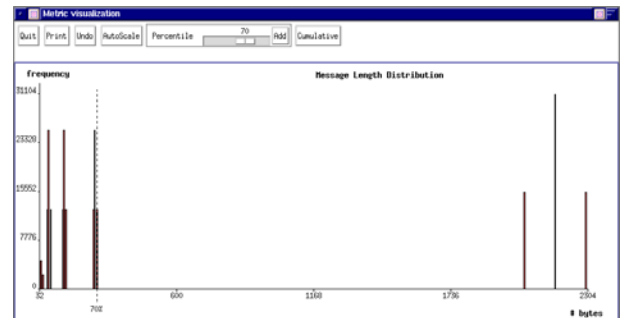 Metric visualization
Quit Print Undo AutoScale Percentile 70 Add Cumulative
frequency Message Length Distribution
31104
23328
15552
7776
0
32 600 1168 1736 2304
70%
# bytes